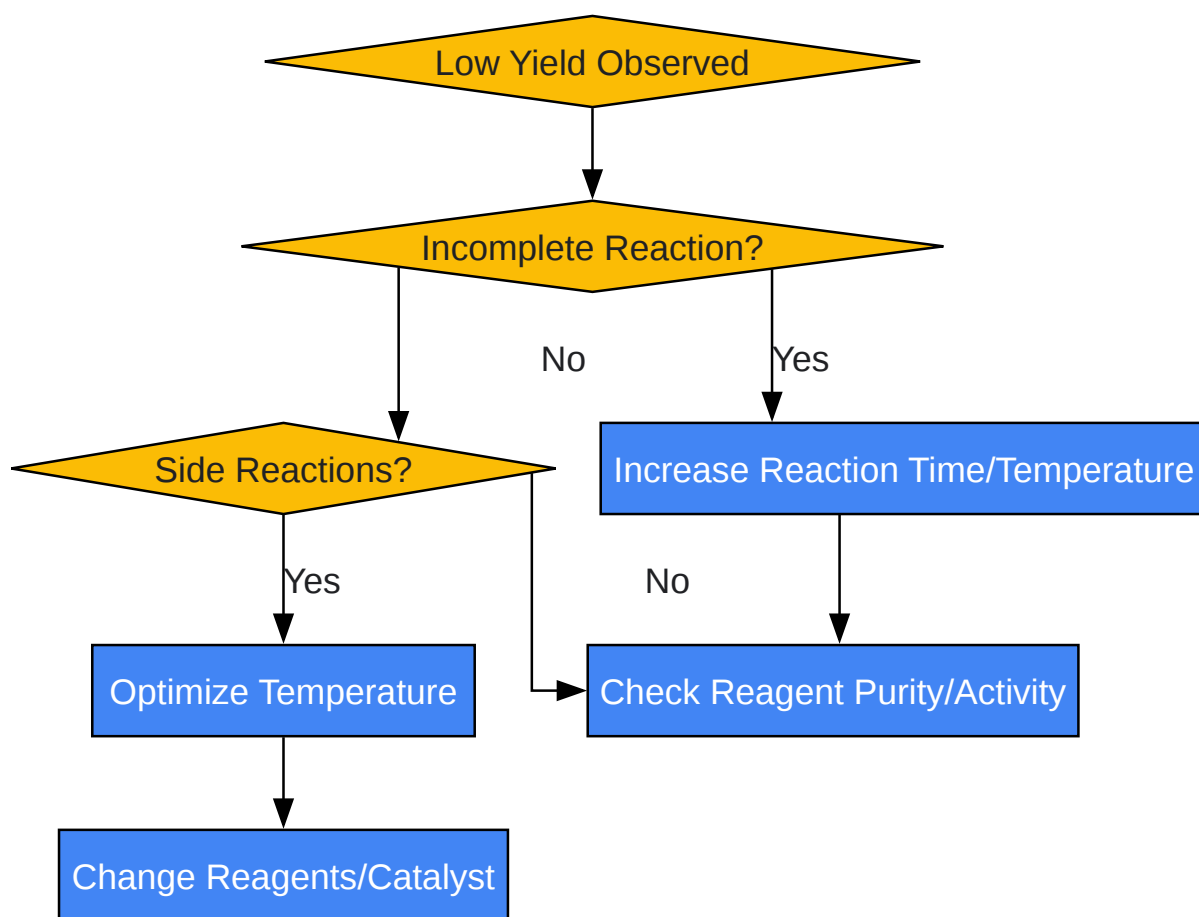 Low Yield Observed
Incomplete Reaction?
No
Yes
Side Reactions?
Increase Reaction Time/Temperature
Yes
No
Optimize Temperature
Check Reagent Purity/Activity
Change Reagents/Catalyst